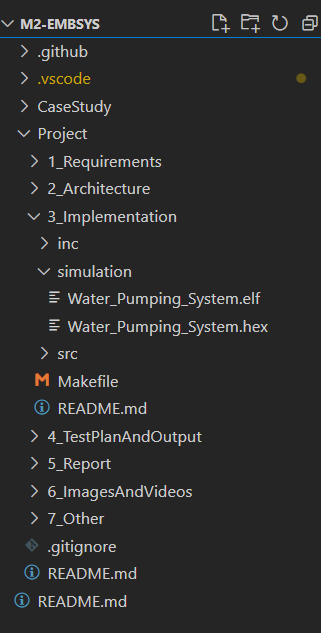 M2-EMBSYS
.github
.vscode
CaseStudy
Project
1_Requirements
2_Architecture
3_Implementation
inc
simulation
Water_Pumping_System.elf
Water_Pumping_System.hex
src
Makefile
README.md
4_TestPlanAndOutput
5_Report
6_ImagesAndVideos
7_Other
.gitignore
README.md
README.md